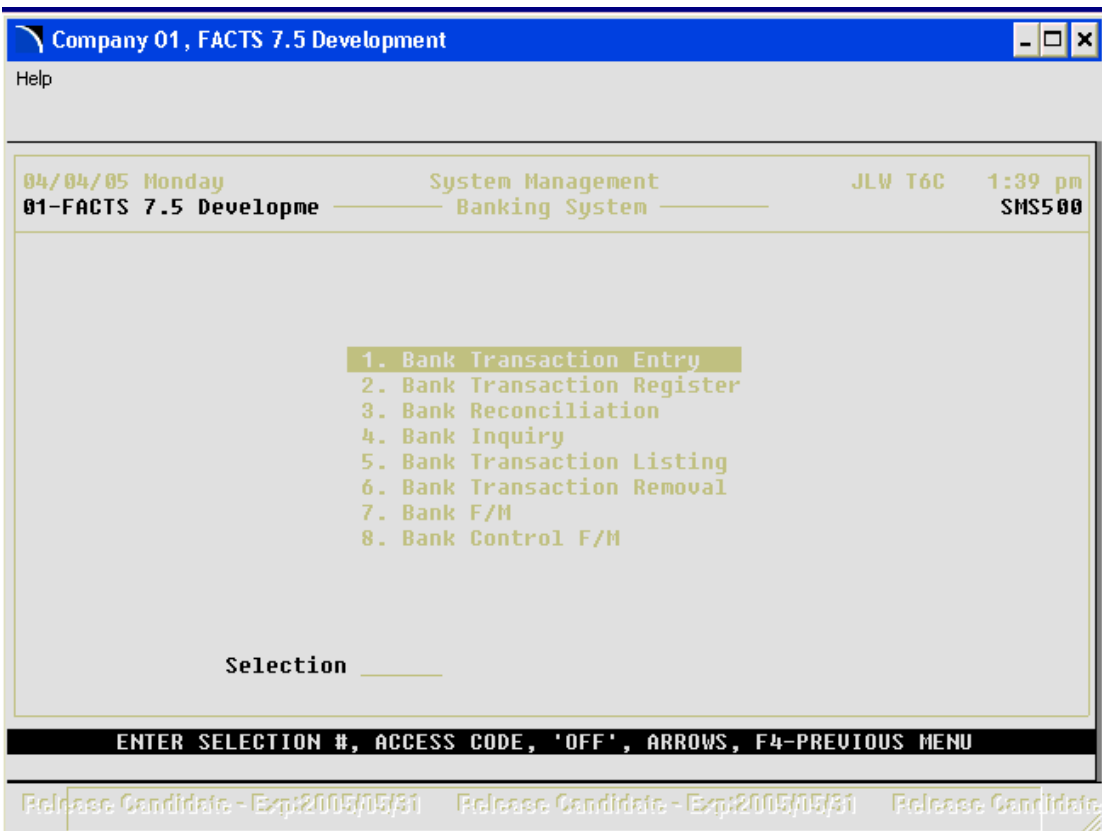 Company 01, FACTS 7.5 Development
Help
04/04/05 Monday System Management JLW T6C 1:39 pm
01-FACTS 7.5 Developme Banking System SMS500
1. Bank Transaction Entry
2. Bank Transaction Register
3. Bank Reconciliation
4. Bank Inquiry
5. Bank Transaction Listing
6. Bank Transaction Removal
7. Bank F/M
8. Bank Control F/M
Selection
ENTER SELECTION #, ACCESS CODE, 'OFF', ARROWS, F4-PREVIOUS MENU
Release Candidate - Exp:2005/05/31 Release Candidate - Exp:2005/05/31 Release Candidate